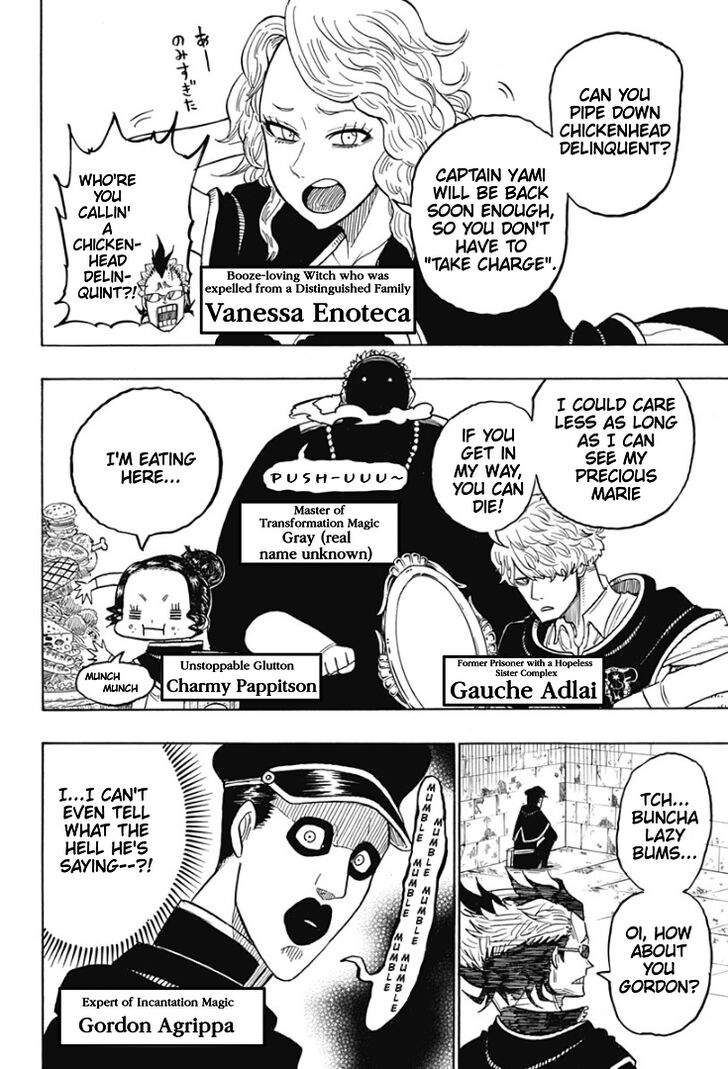 CAN YOU
PIPE DOWN
CHICKENHEAD
DELINQUENT?
CAPTAIN YAMI
WILL BE BACK
SOON ENOUGH,
SO YOU DON'T
HAVE TO
"TAKE CHARGE".
あー
のみすぎた
WHO'RE
YOU
CALLIN'
A
CHICKEN-
HEAD
DELIN-
QUINT?!
Booze-loving Witch who was
expelled from a Distinguished Family
Vanessa Enoteca
I COULD CARE
LESS AS LONG
AS I CAN
SEE MY
PRECIOUS
MARIE
IF YOU
GET IN
MY WAY,
YOU CAN
DIE!
PUSH-UUU~
I'M EATING
HERE...
Master of
Transformation Magic
Gray (real
name unknown)
MUNCH
MUNCH
Unstoppable Glutton
Charmy Pappitson
Former Prisoner with a Hopeless
Sister Complex
Gauche Adlai
TCH...
BUNCHA
LAZY
BUMS...
OI, HOW
ABOUT
YOU
GORDON?
MUMBLE MUMBLE MUMBLE MUMBLE
MUMBLE MUMBLE MUMBLE
I...I CAN'T
EVEN TELL
WHAT THE
HELL HE'S
SAYING--?!
Expert of Incantation Magic
Gordon Agrippa